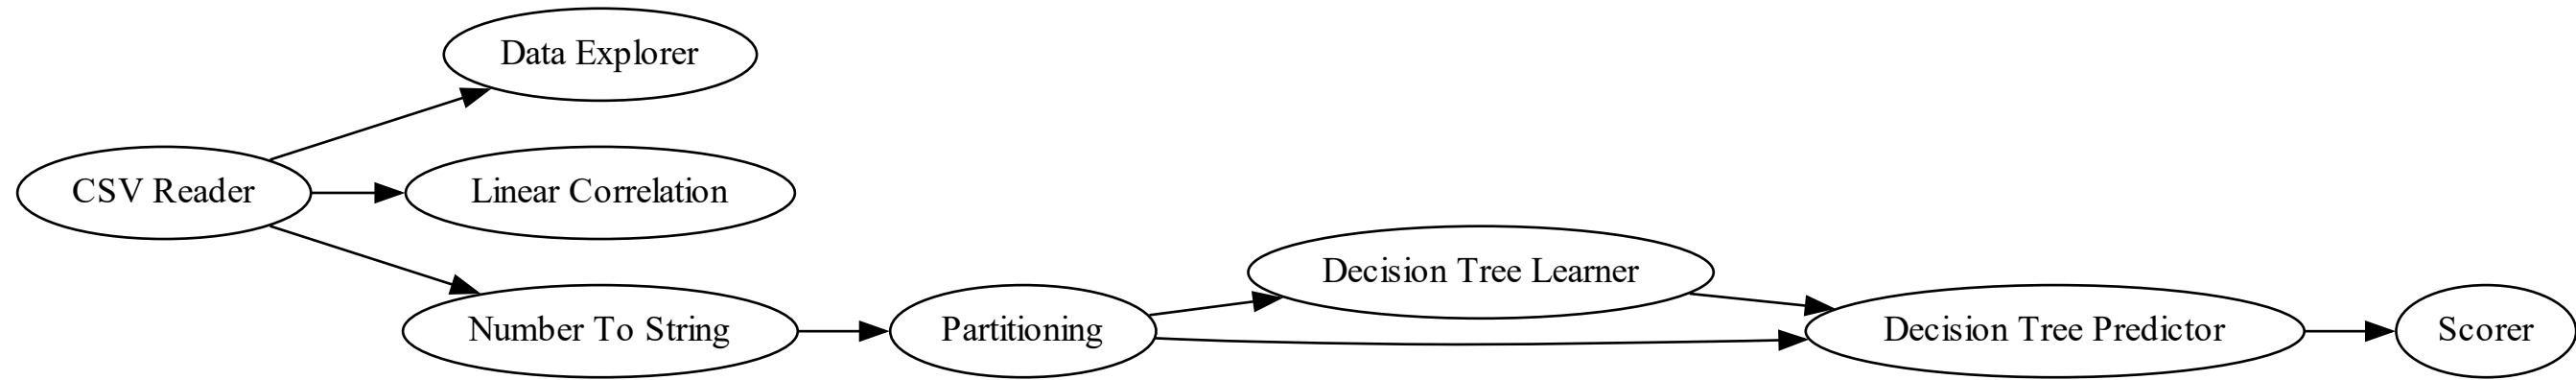 Data Explorer
CSV Reader
Linear Correlation
Number To String
Partitioning
Decision Tree Learner
Decision Tree Predictor
Scorer